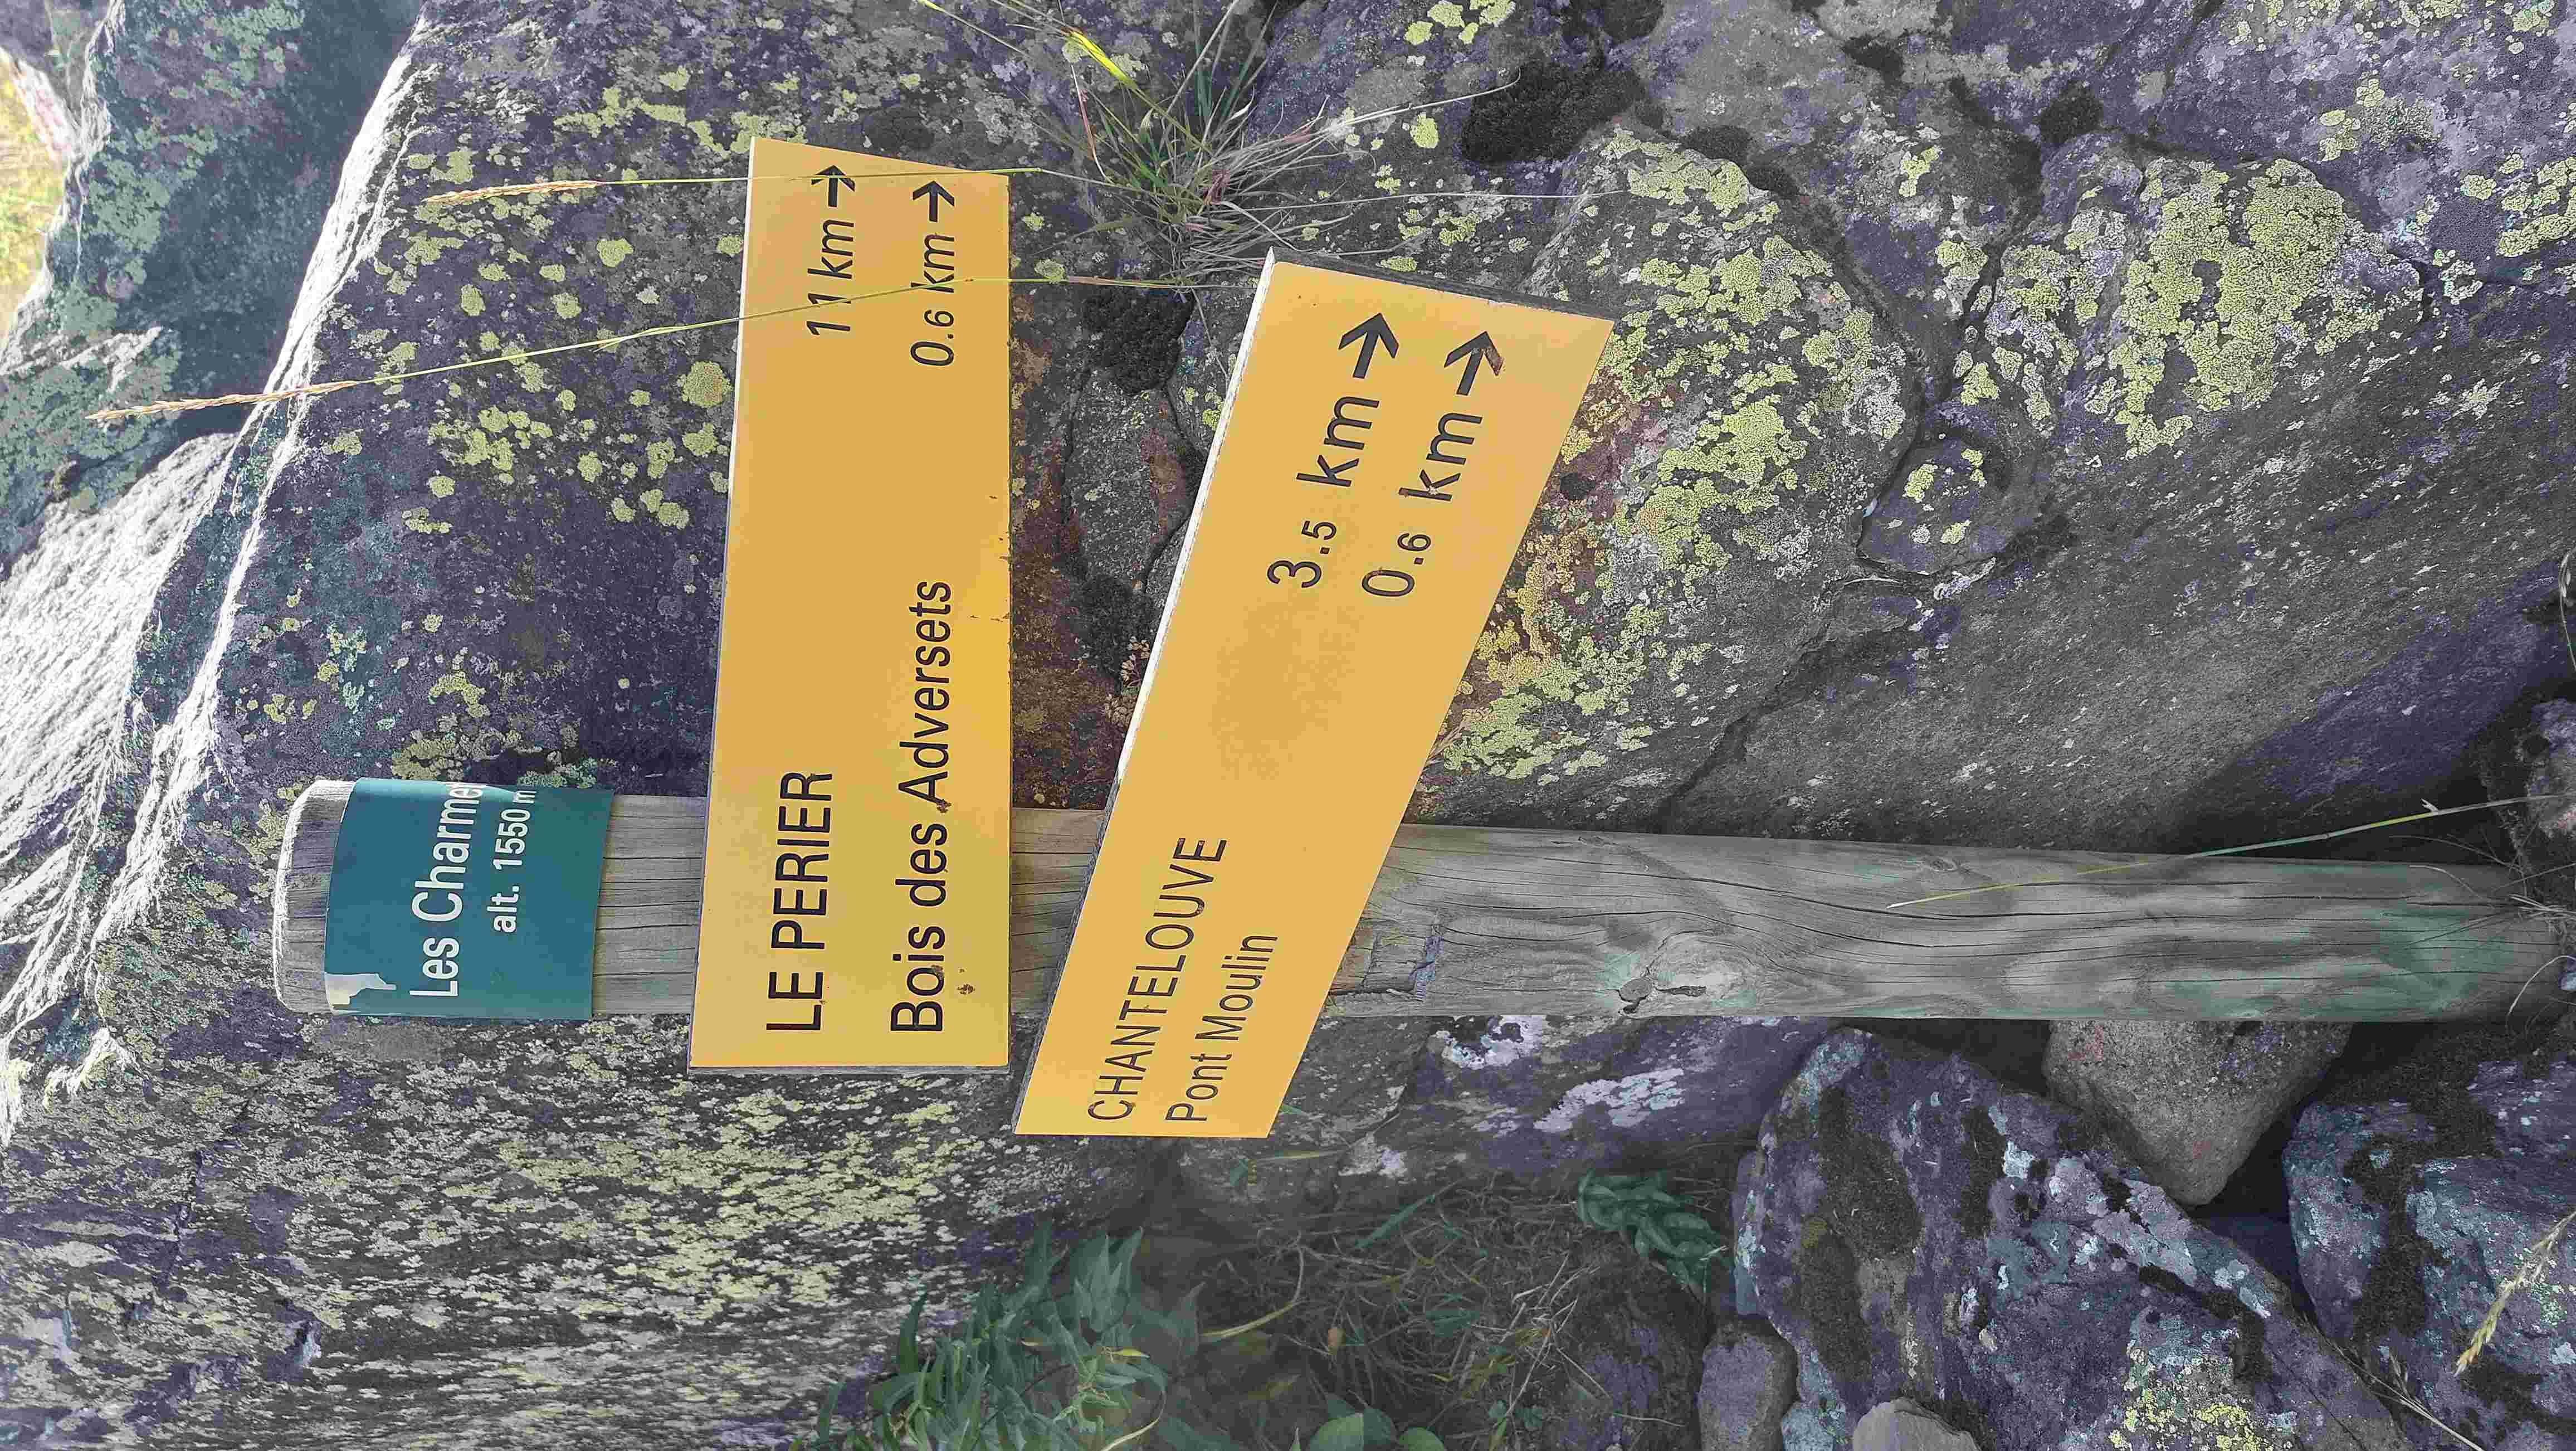 Les Charme
alt. 1550 m
LE PERIER 11 km →
Bois des Adversets 0.6 km →
CHANTELOUVE 3.5 km →
Pont Moulin 0.6 km →